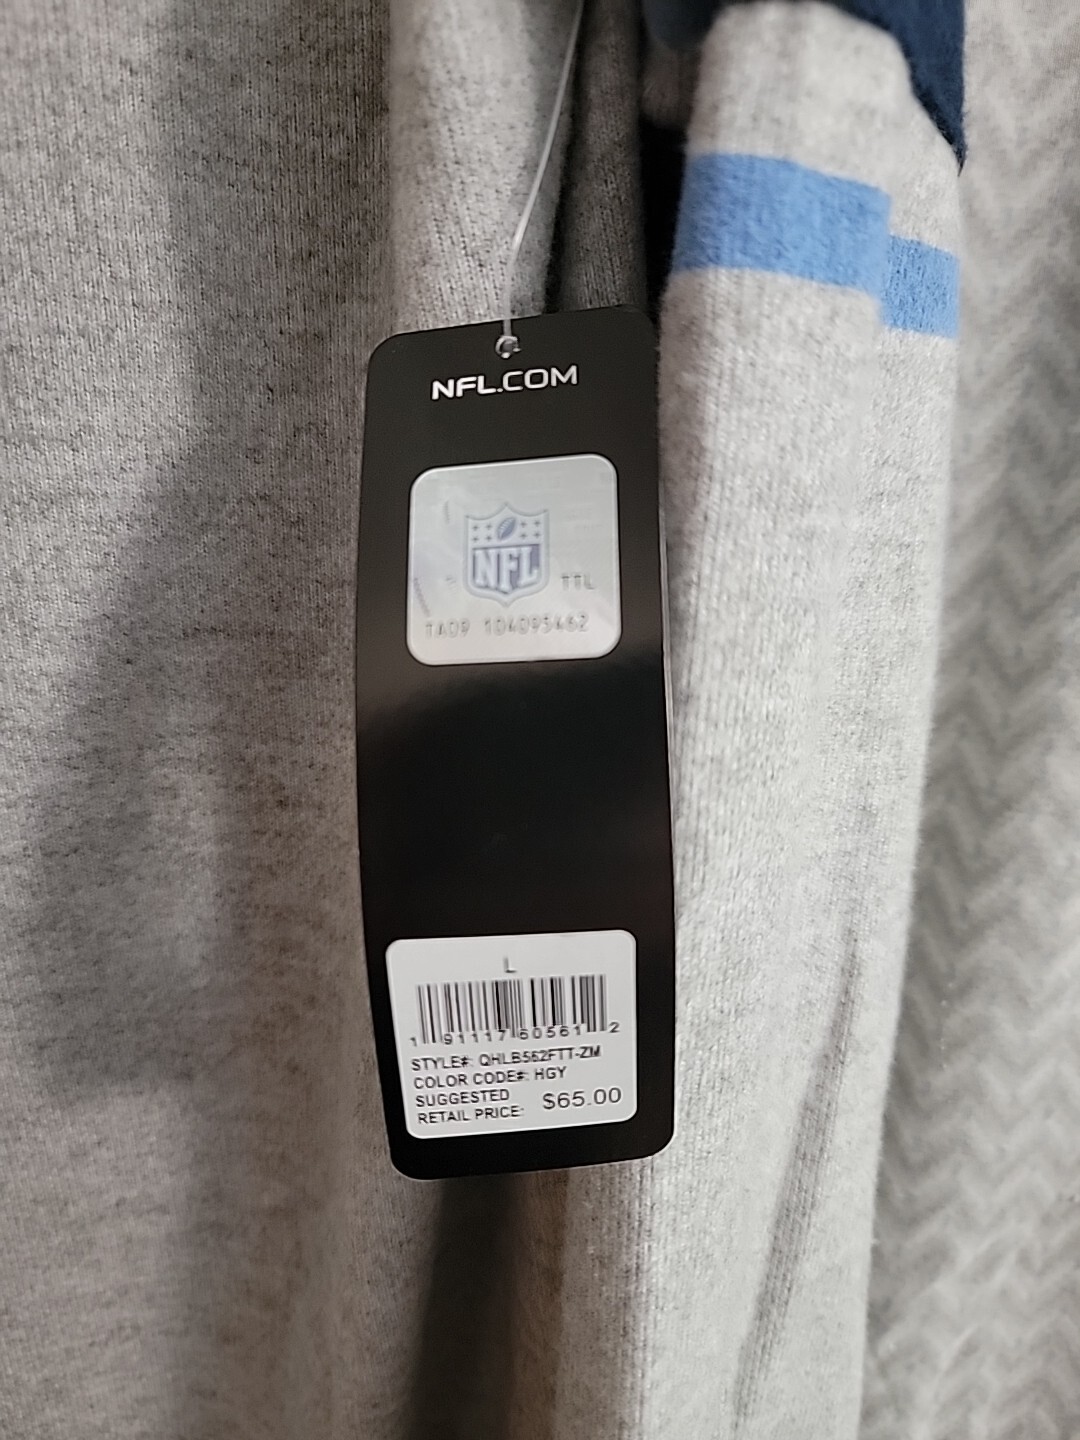 NFL.COM
NFL
TTL
TA09 104095462
L
1 91117 60561 2
STYLE#: QHLB562FTT-ZM
COLOR CODE#: HGY
SUGGESTED
RETAIL PRICE: $65.00